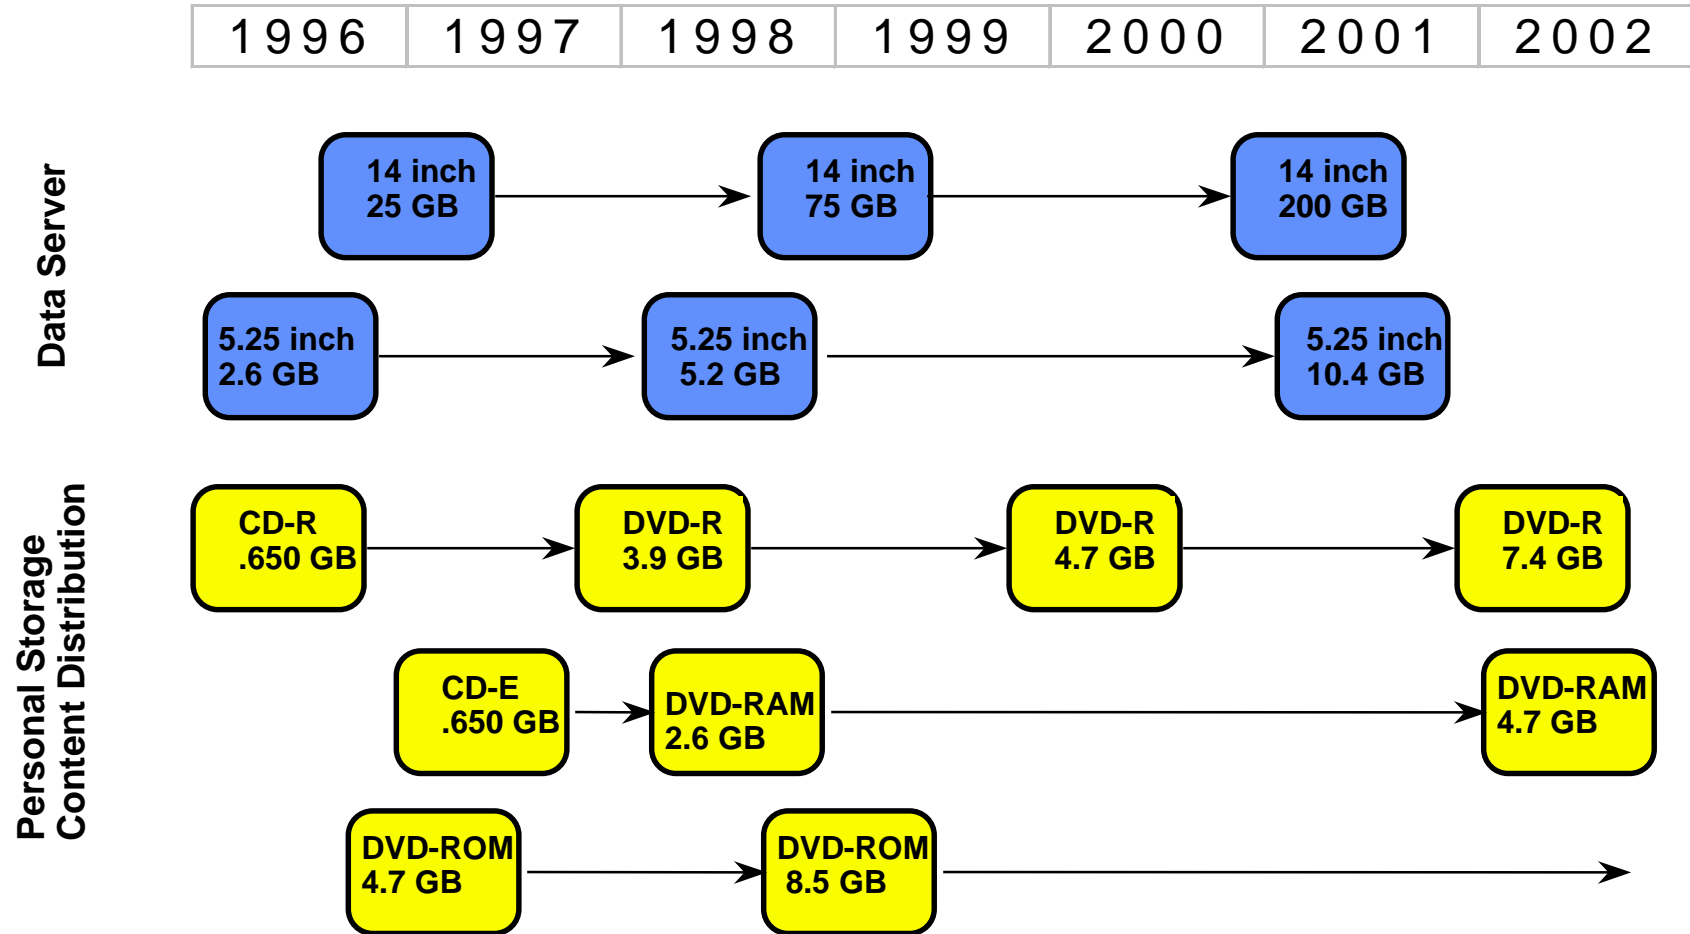 1996 1997 1998 1999 2000 2001 2002
Data Server
14 inch
25 GB
14 inch
75 GB
14 inch
200 GB
5.25 inch
2.6 GB
5.25 inch
5.2 GB
5.25 inch
10.4 GB
Personal Storage
Content Distribution
CD-R
.650 GB
DVD-R
3.9 GB
DVD-R
4.7 GB
DVD-R
7.4 GB
CD-E
.650 GB
DVD-RAM
2.6 GB
DVD-RAM
4.7 GB
DVD-ROM
4.7 GB
DVD-ROM
8.5 GB